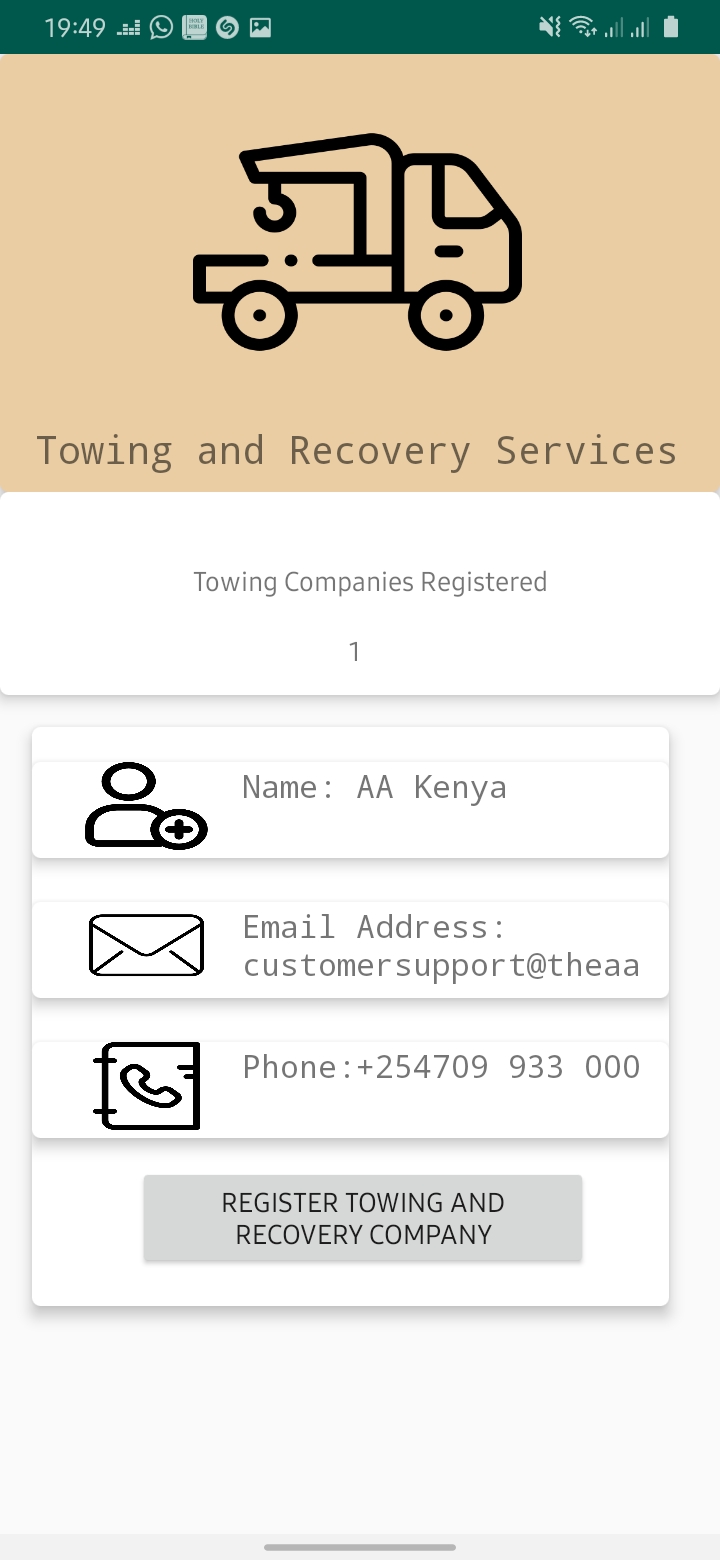 19:49
Towing and Recovery Services
Towing Companies Registered
1
Name: AA Kenya
Email Address:
customersupport@theaa
Phone:+254709 933 000
REGISTER TOWING AND
RECOVERY COMPANY